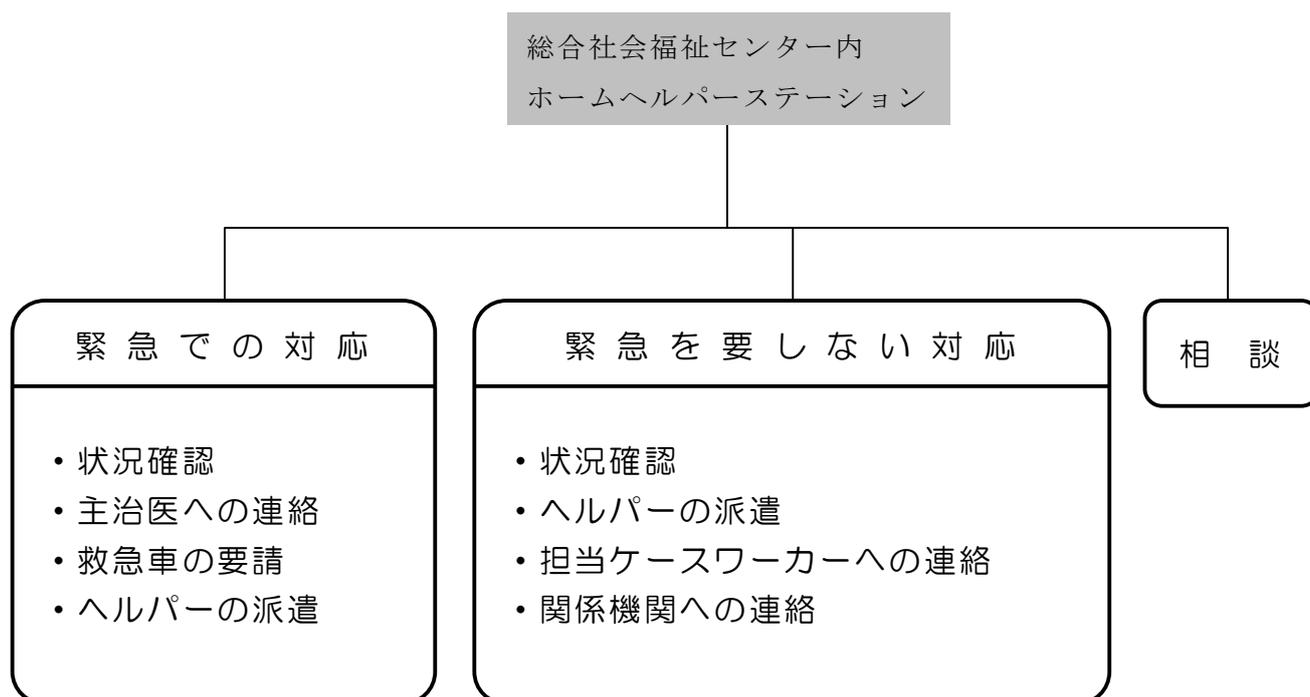 総合社会福祉センター内
ホームヘルパーステーション
緊急での対応
・状況確認
・主治医への連絡
・救急車の要請
・ヘルパーの派遣
緊急を要しない対応
・状況確認
・ヘルパーの派遣
・担当ケースワーカーへの連絡
・関係機関への連絡
相　談